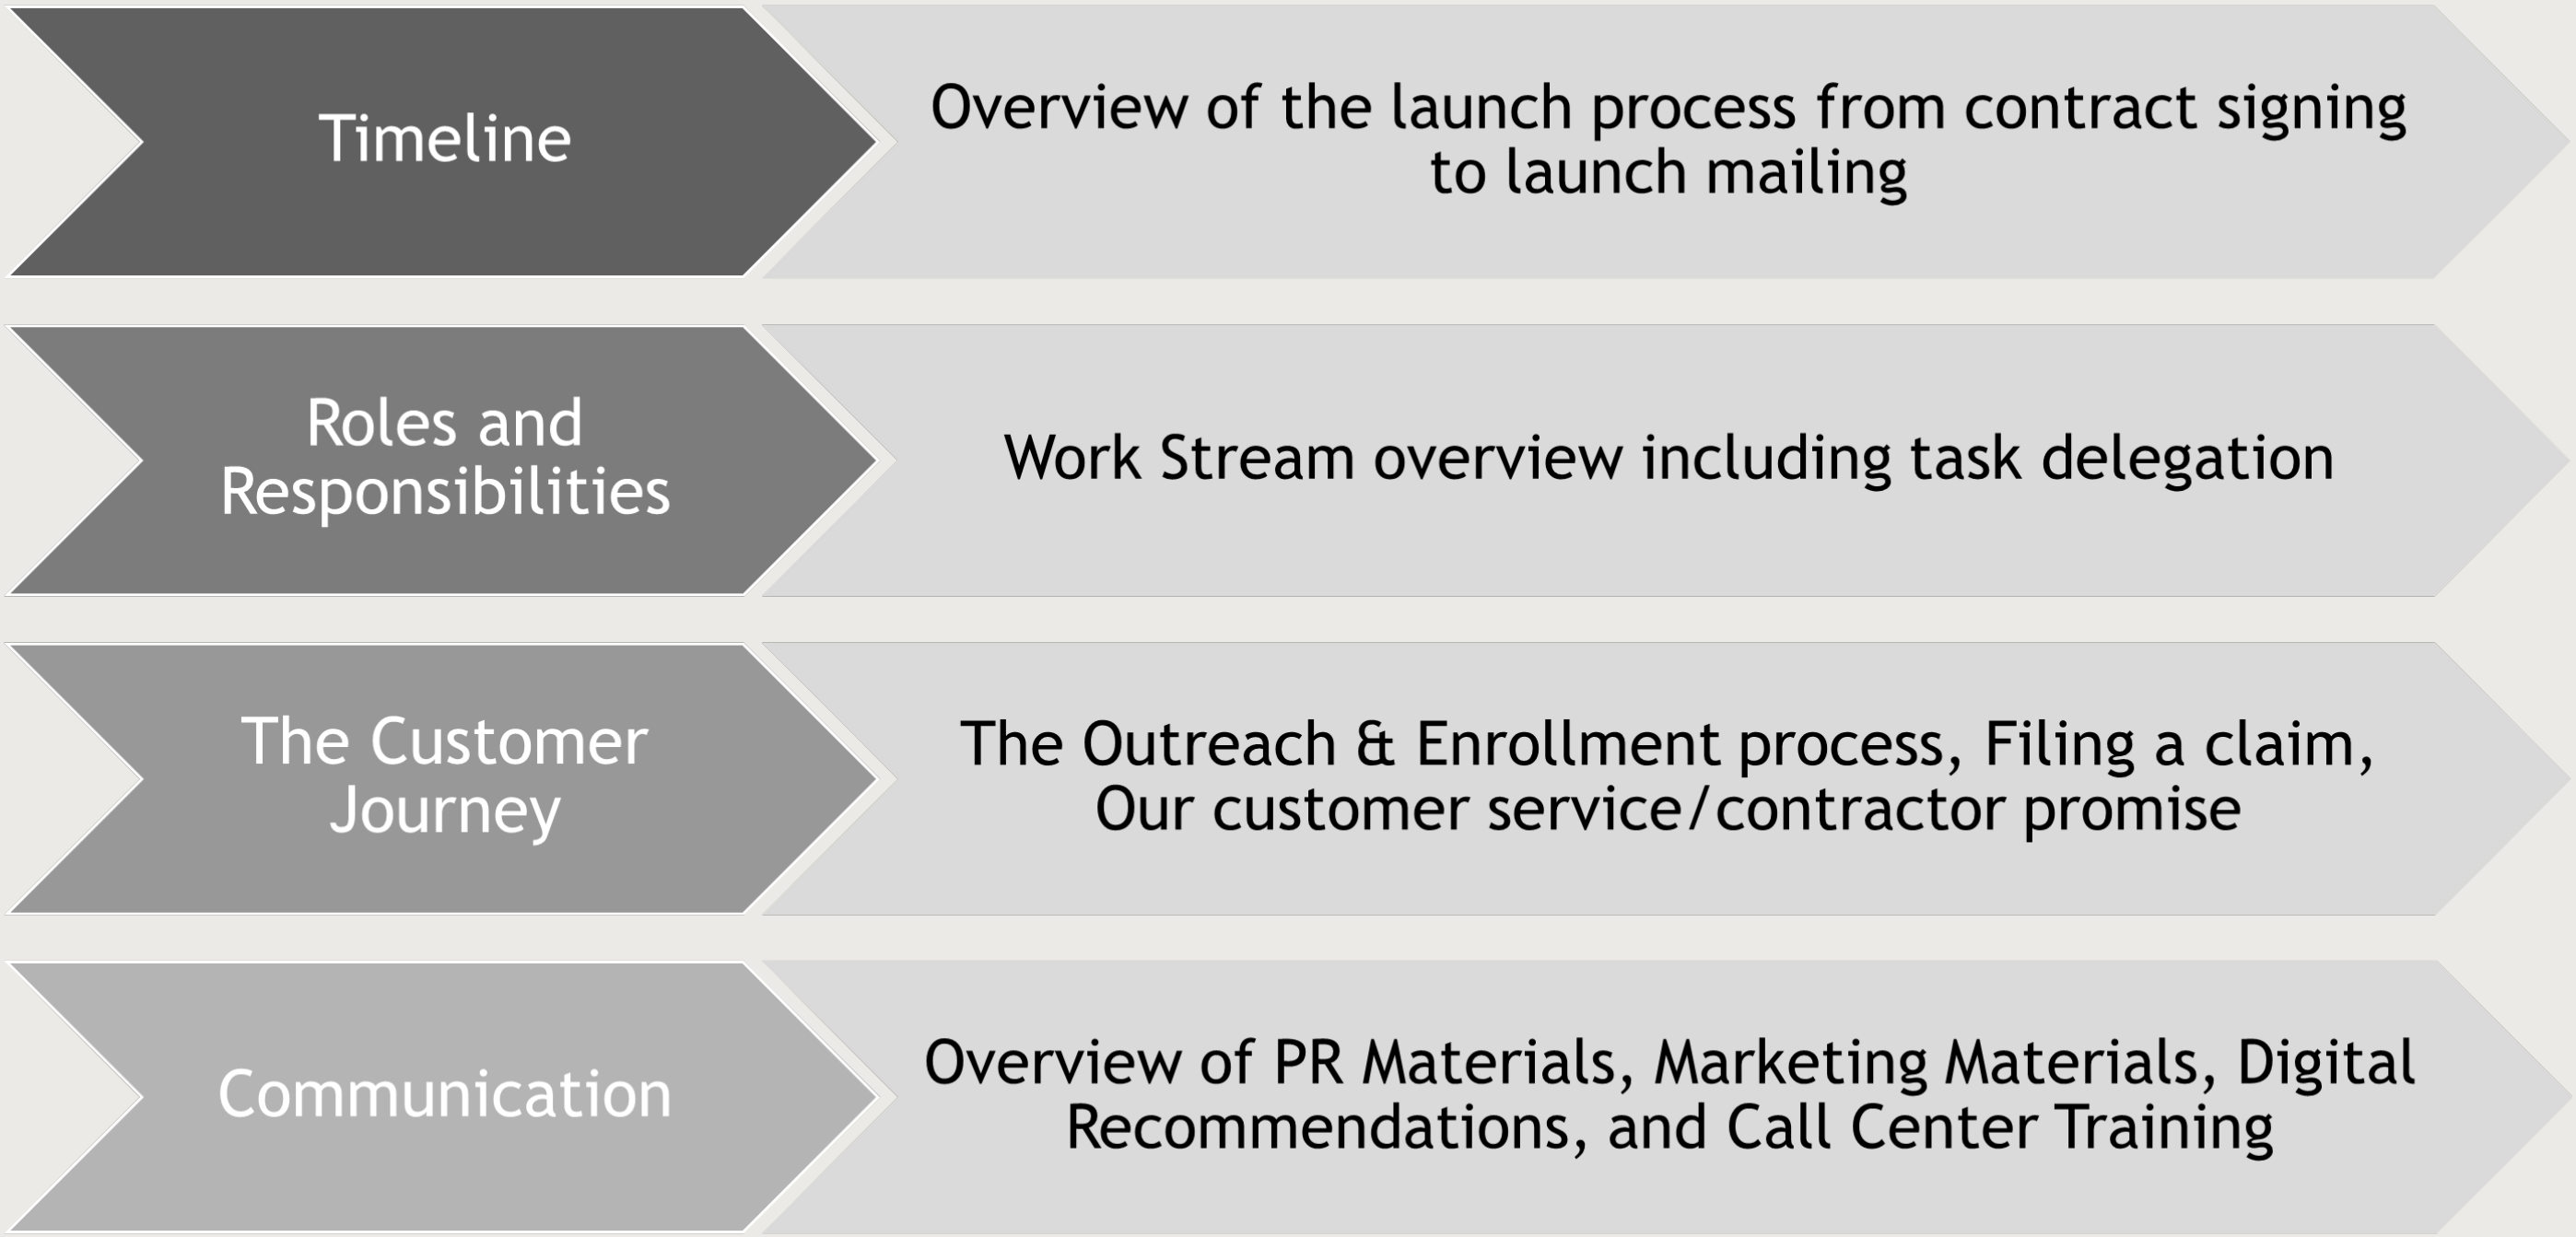 Timeline
Overview of the launch process from contract signing
to launch mailing
Roles and
Responsibilities
Work Stream overview including task delegation
The Customer
Journey
The Outreach & Enrollment process, Filing a claim,
Our customer service/contractor promise
Communication
Overview of PR Materials, Marketing Materials, Digital
Recommendations, and Call Center Training